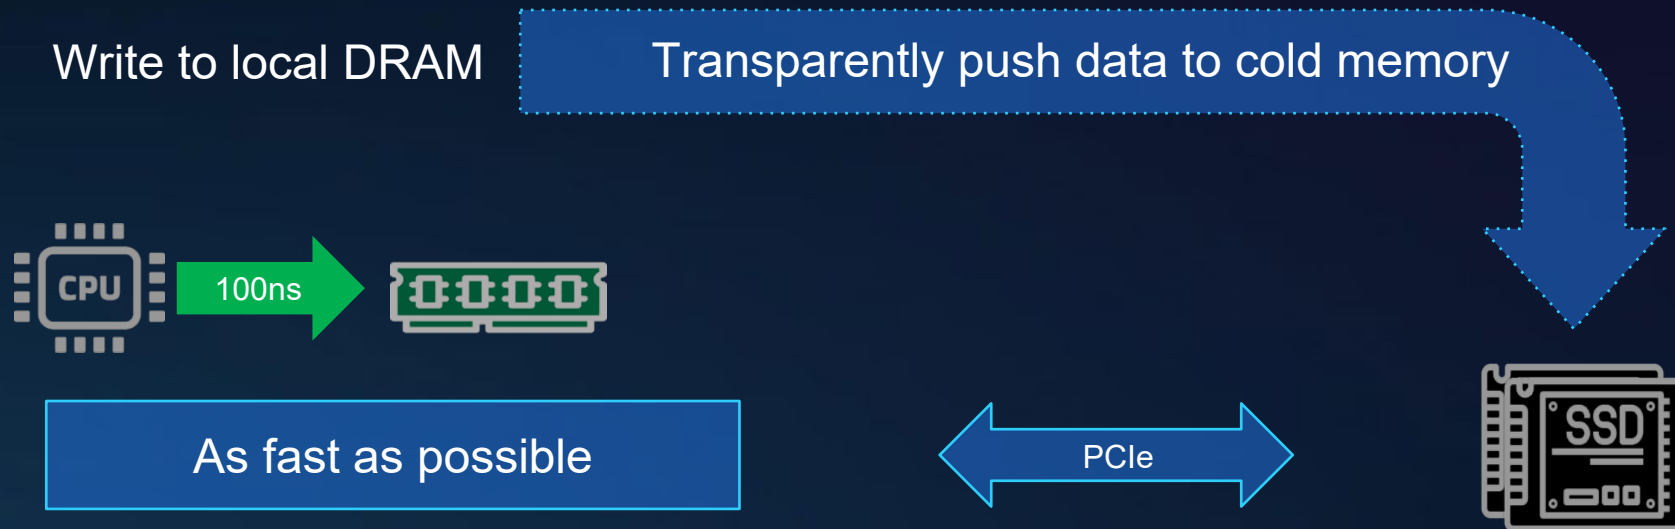 Write to local DRAM
Transparently push data to cold memory
CPU
100ns
As fast as possible
PCIe
SSD